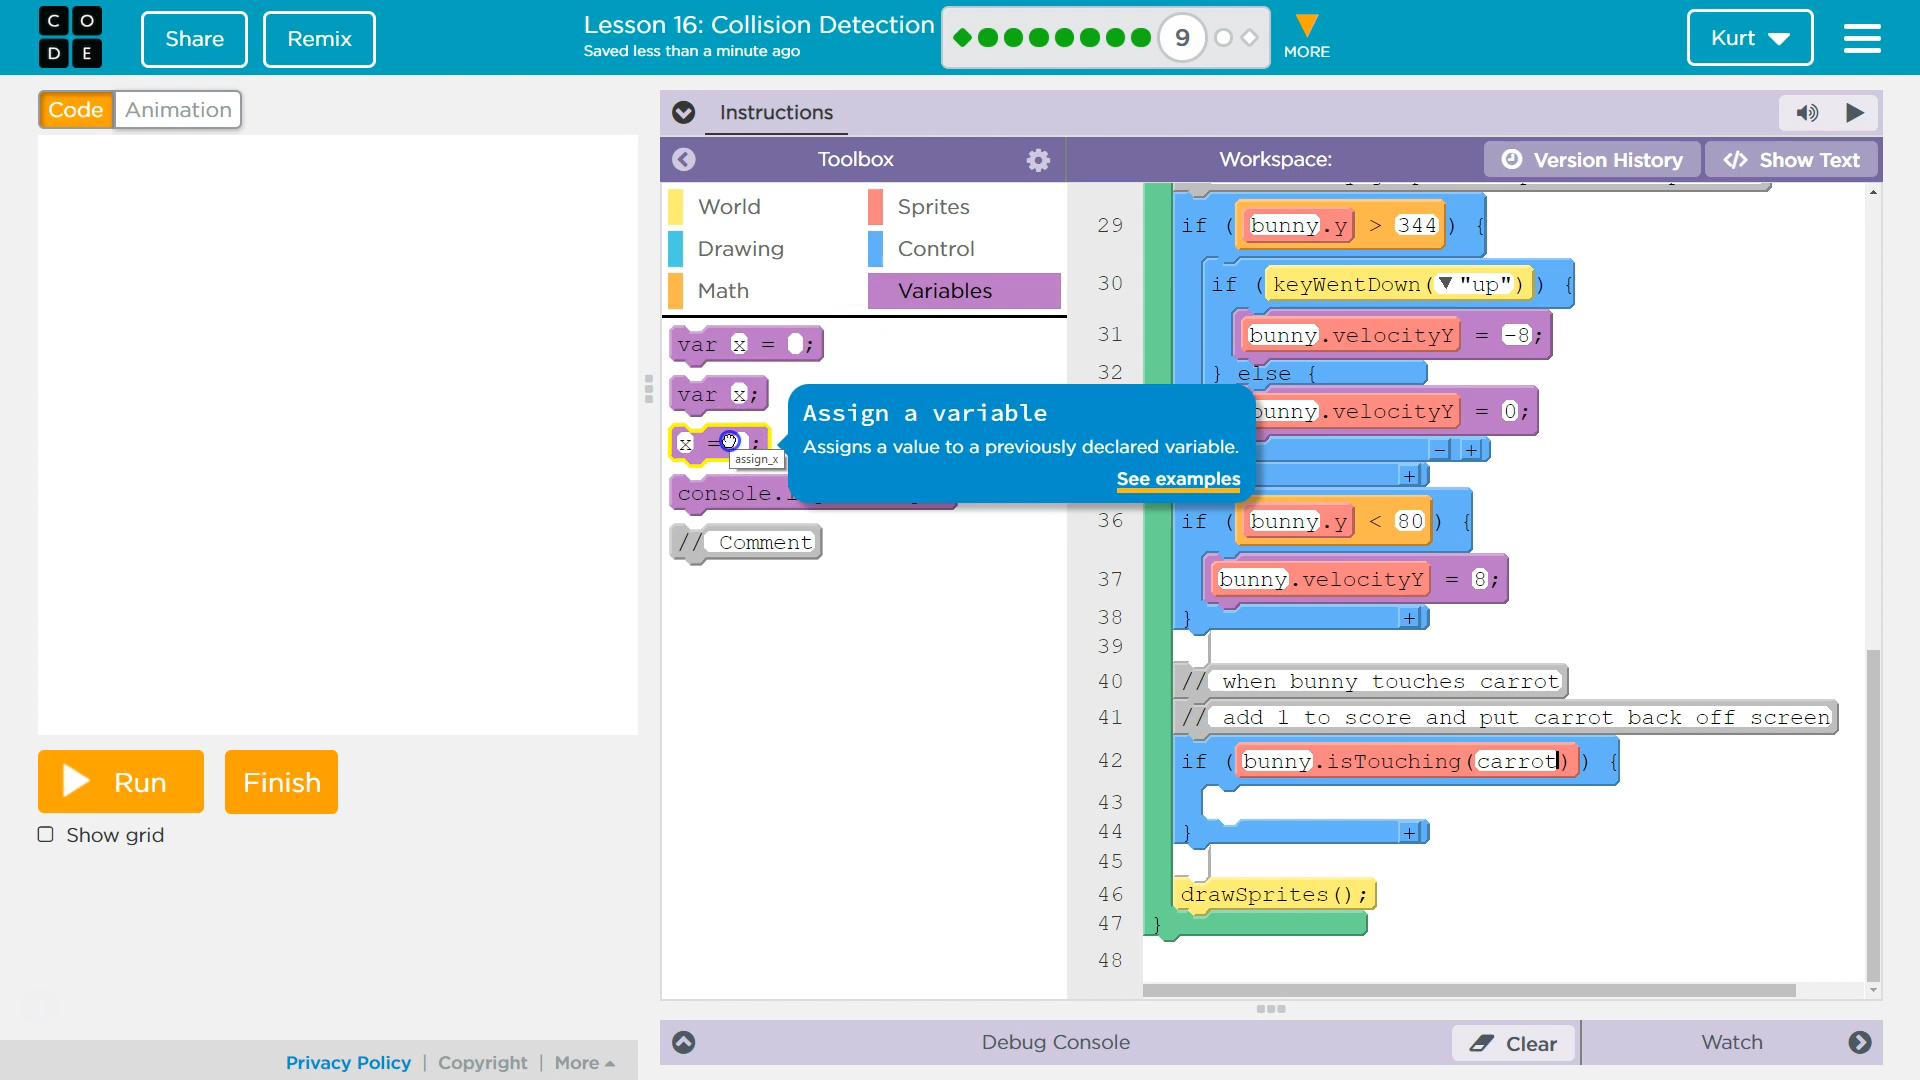 C O
D E
Share
Remix
Lesson 16: Collision Detection
Saved less than a minute ago
9
MORE
Kurt
Code
Animation
Instructions
Toolbox
Workspace:
Version History
</> Show Text
World
Sprites
Drawing
Control
Math
Variables
var x = ;
var x;
x = ;
assign_x
console.
// Comment
Assign a variable
Assigns a value to a previously declared variable.
See examples
29 if ( bunny.y > 344 ) {
30 if ( keyWentDown( "up") ) {
31 bunny.velocityY = -8;
32 } else {
bunny.velocityY = 0;
- +
+
36 if ( bunny.y < 80 ) {
37 bunny.velocityY = 8;
38 } +
39
40 // when bunny touches carrot
41 // add 1 to score and put carrot back off screen
42 if ( bunny.isTouching(carrot) ) {
43
44 } +
45
46 drawSprites();
47 }
48
Run
Finish
Show grid
Debug Console
Clear
Watch
Privacy Policy | Copyright | More